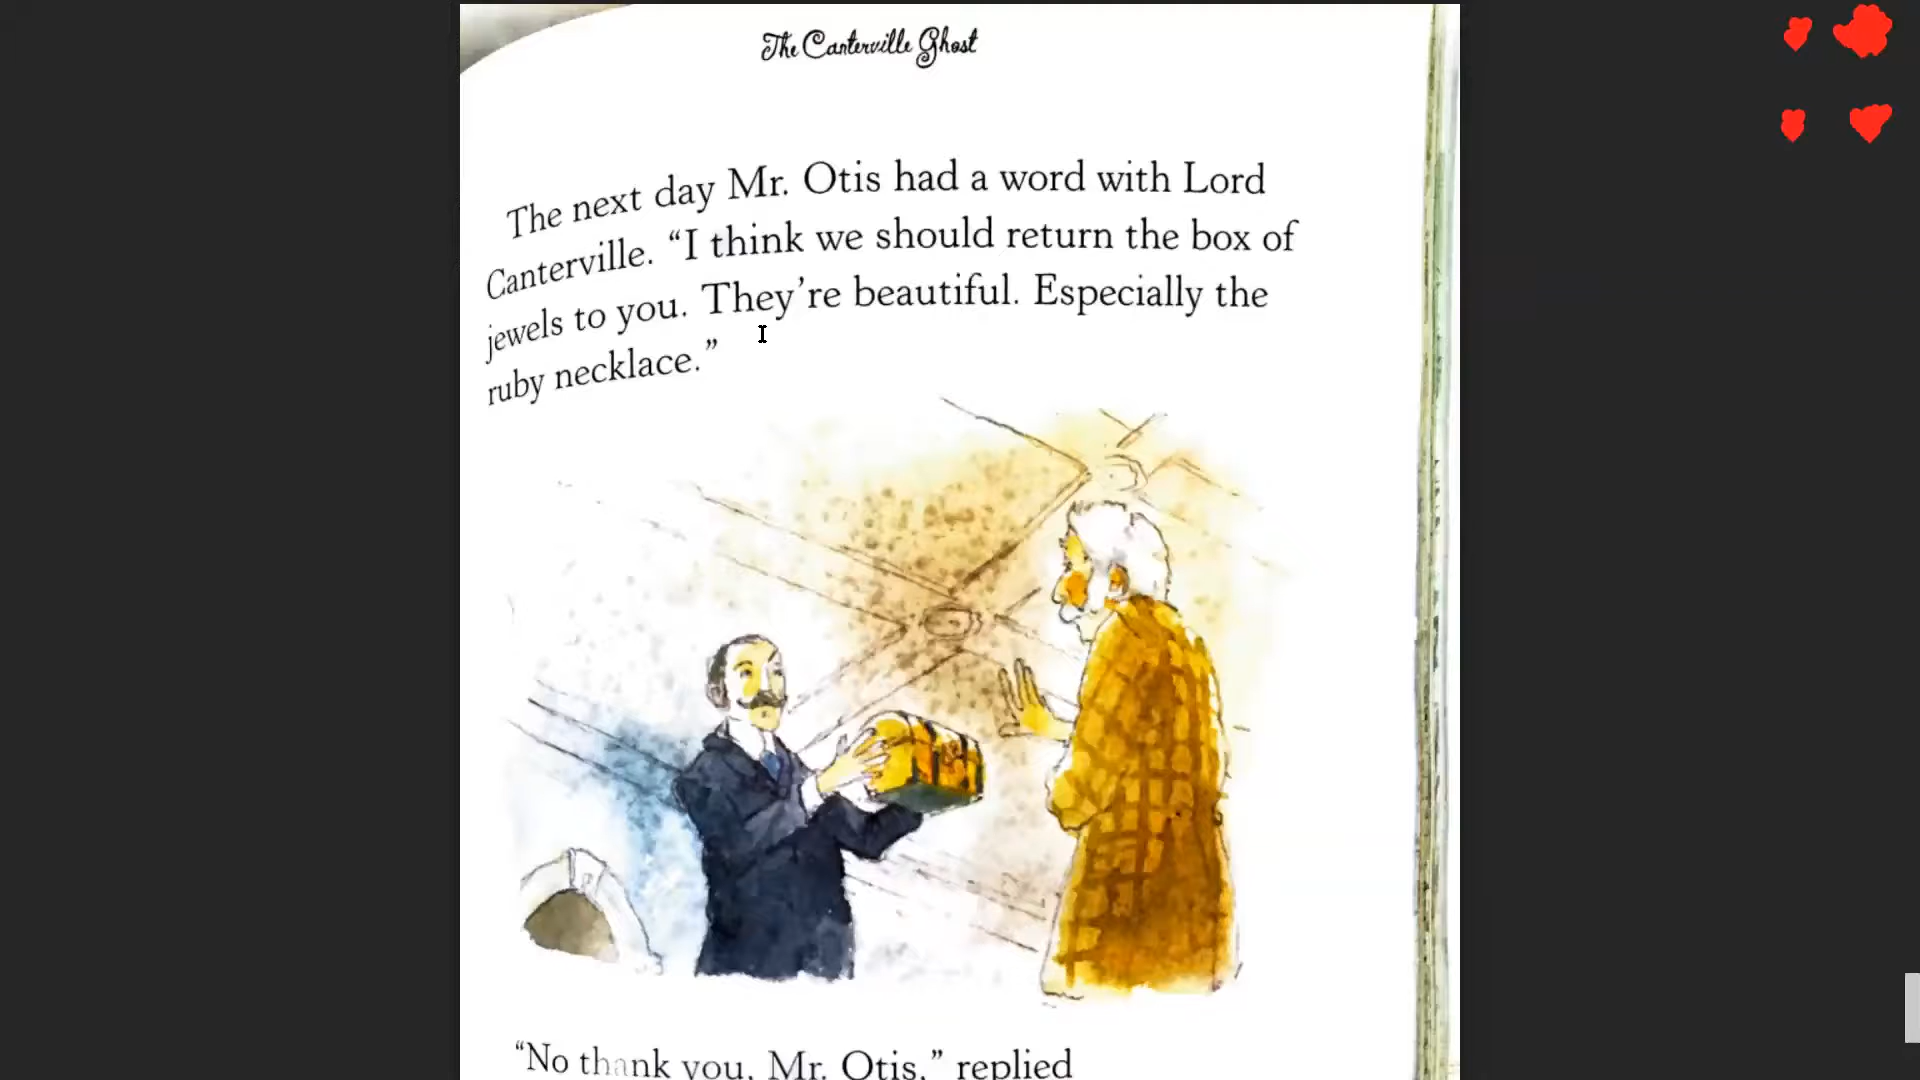 The Canterville Ghost
The next day Mr. Otis had a word with Lord
Canterville. “I think we should return the box of
jewels to you. They’re beautiful. Especially the
ruby necklace.”
“No thank you, Mr. Otis,” replied